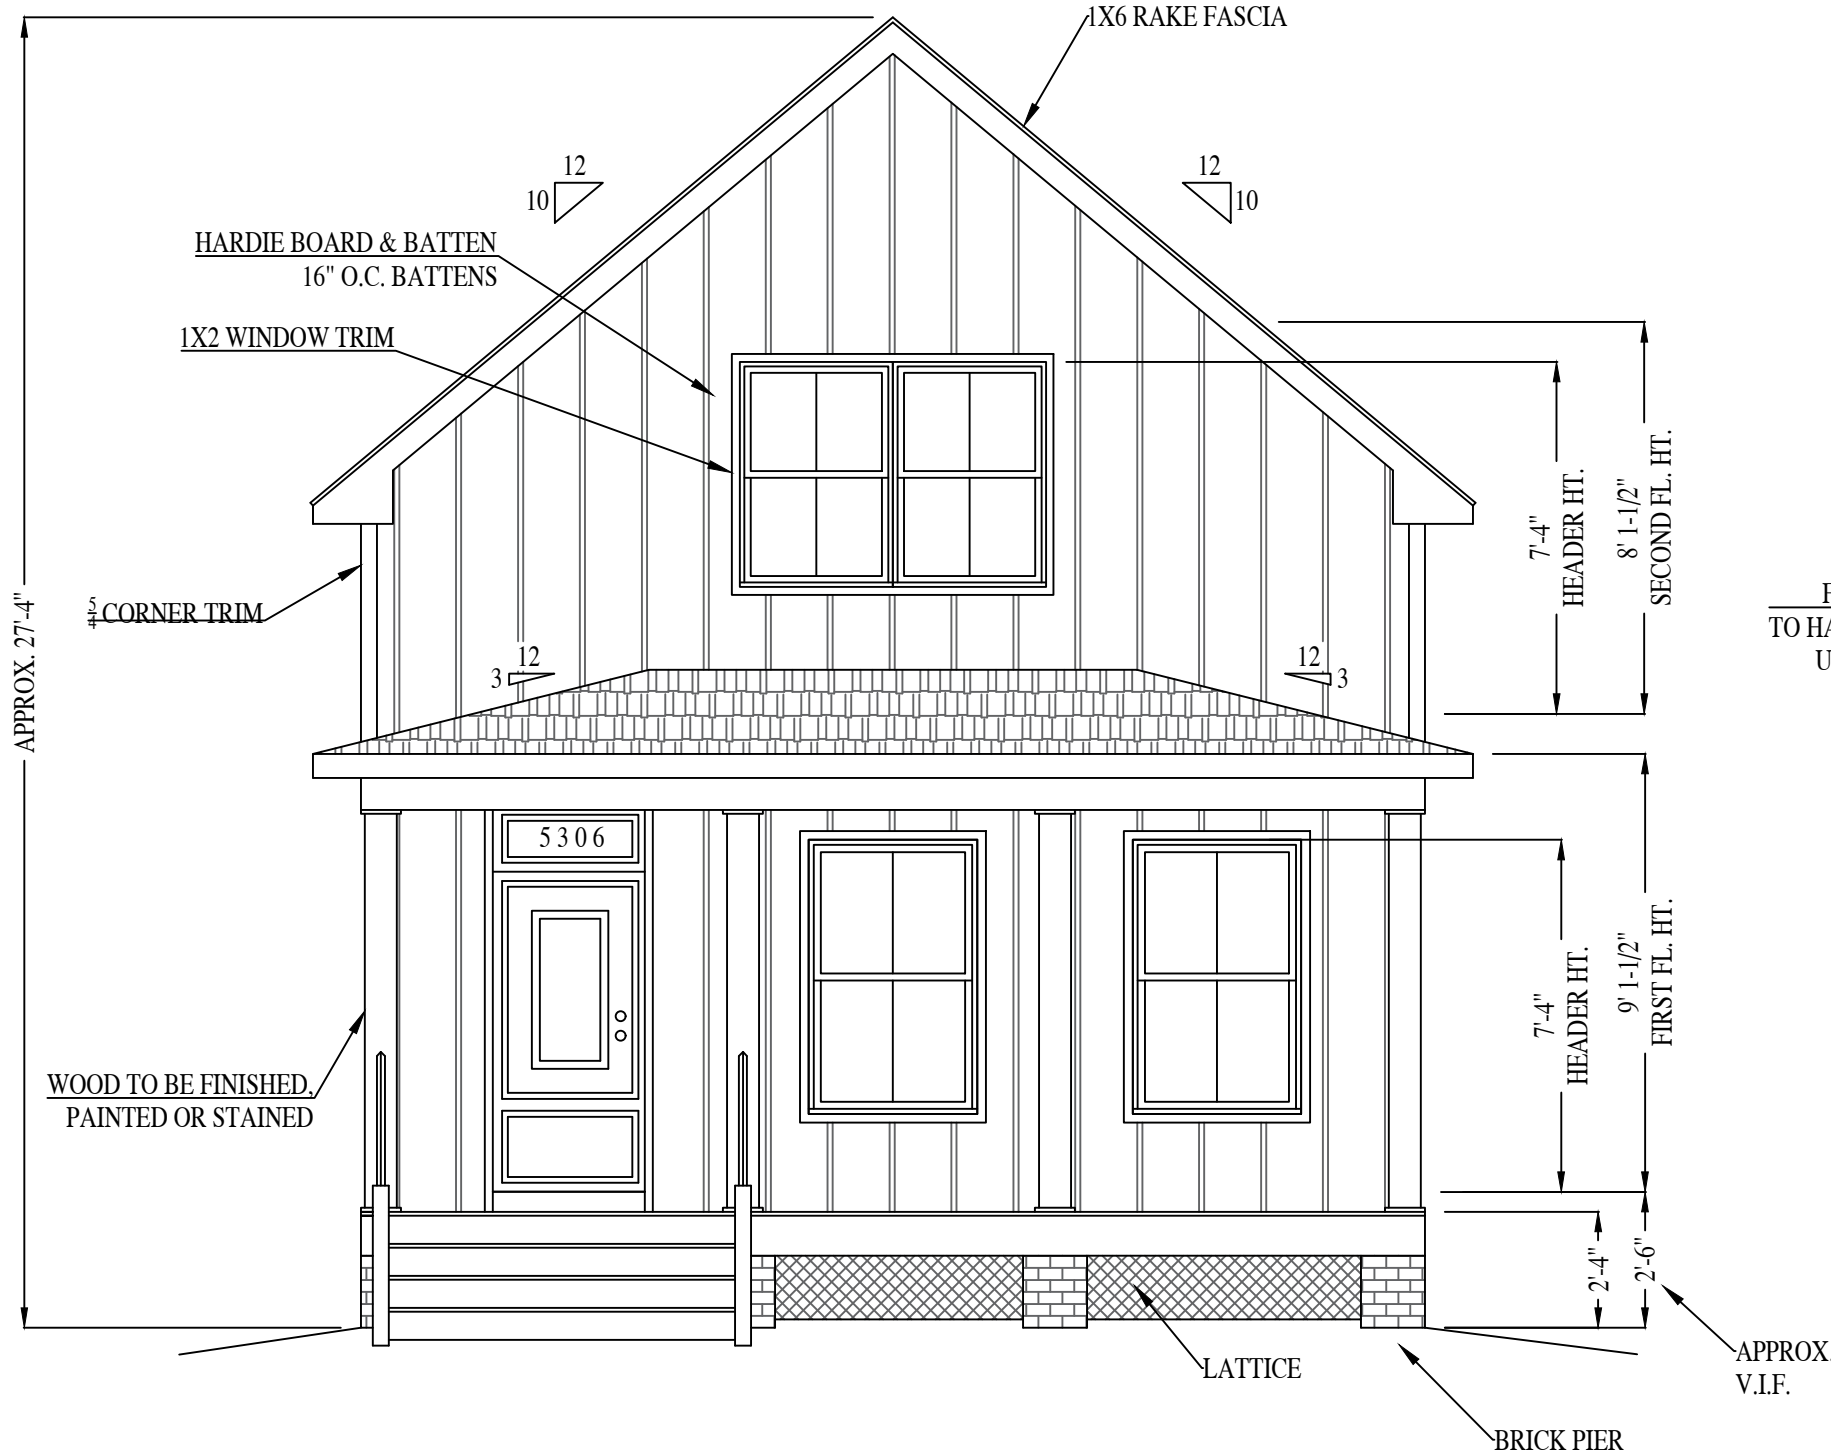 1X6 RAKE FASCIA
12
10
12
10
HARDIE BOARD & BATTEN
16" O.C. BATTENS
1X2 WINDOW TRIM
5/4 CORNER TRIM
APPROX. 27'-4"
12
3
12
3
7'-4"
HEADER HT.
8' 1-1/2"
SECOND FL. HT.
TO HA
U
5306
7'-4"
HEADER HT.
9' 1-1/2"
FIRST FL. HT.
WOOD TO BE FINISHED,
PAINTED OR STAINED
2'-4"
2'-6"
LATTICE
APPROX.
V.I.F.
BRICK PIER